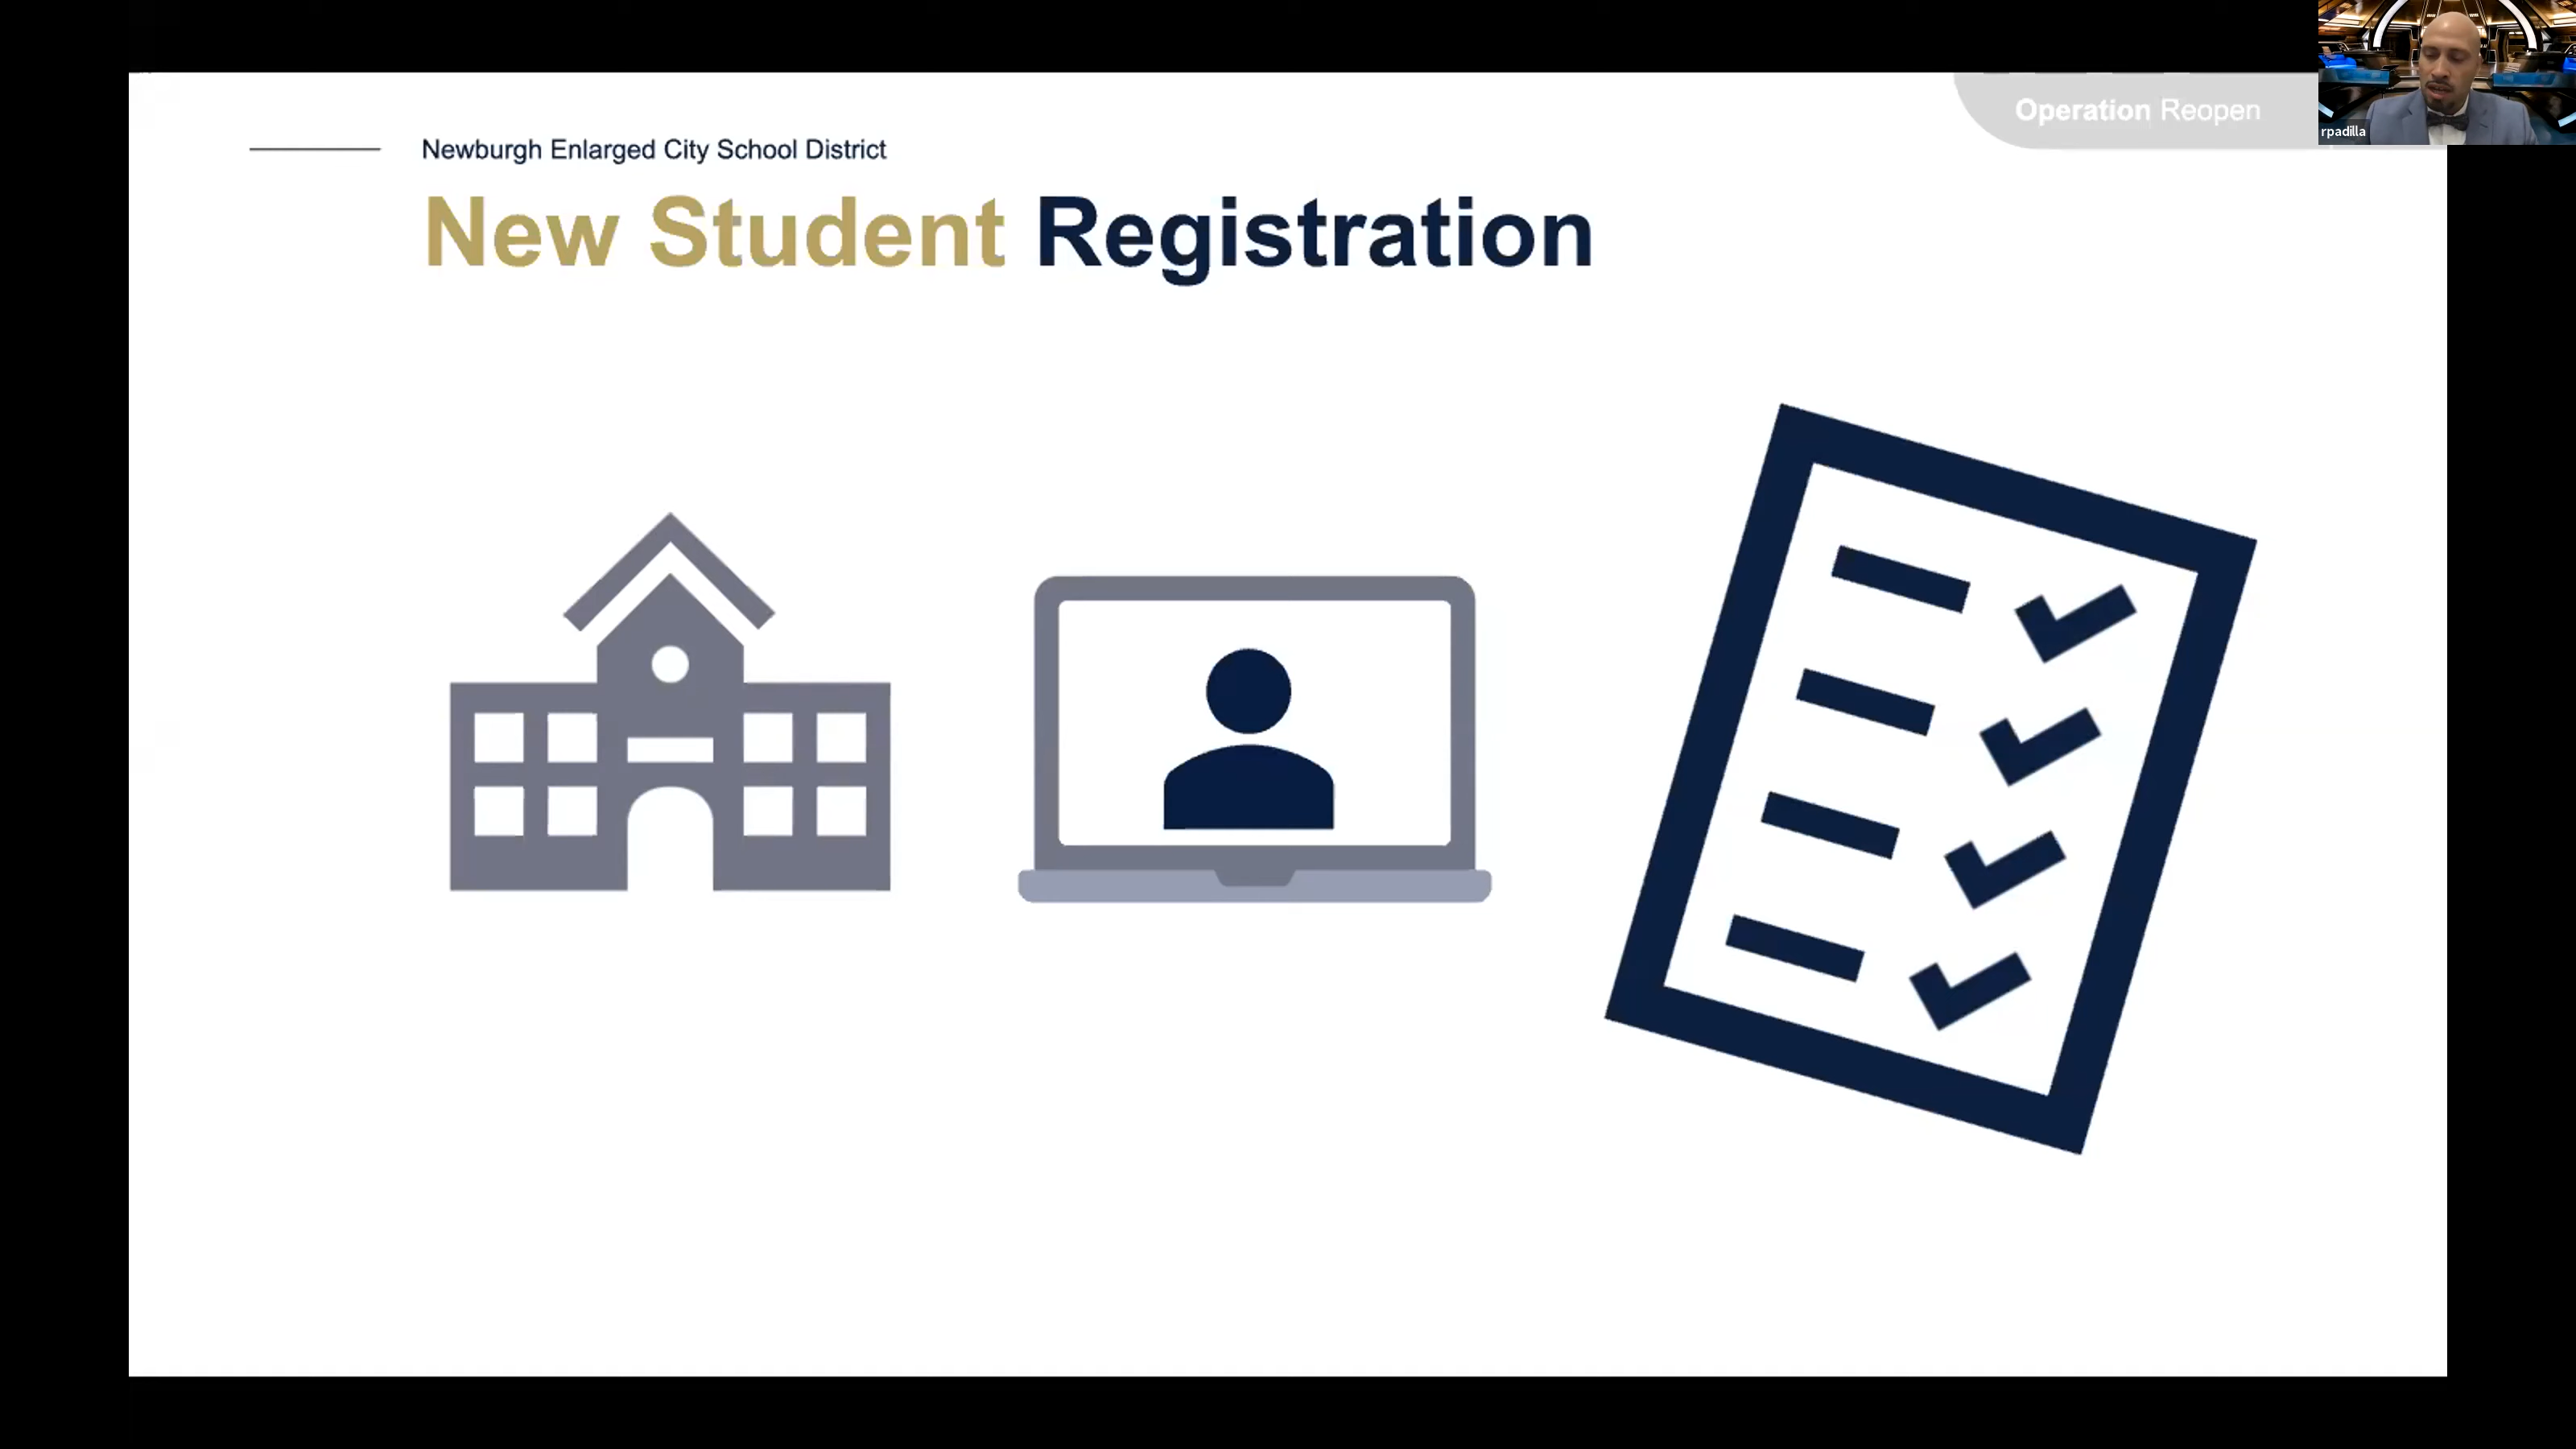 Operation Reopen
rpadilla
Newburgh Enlarged City School District
New Student Registration